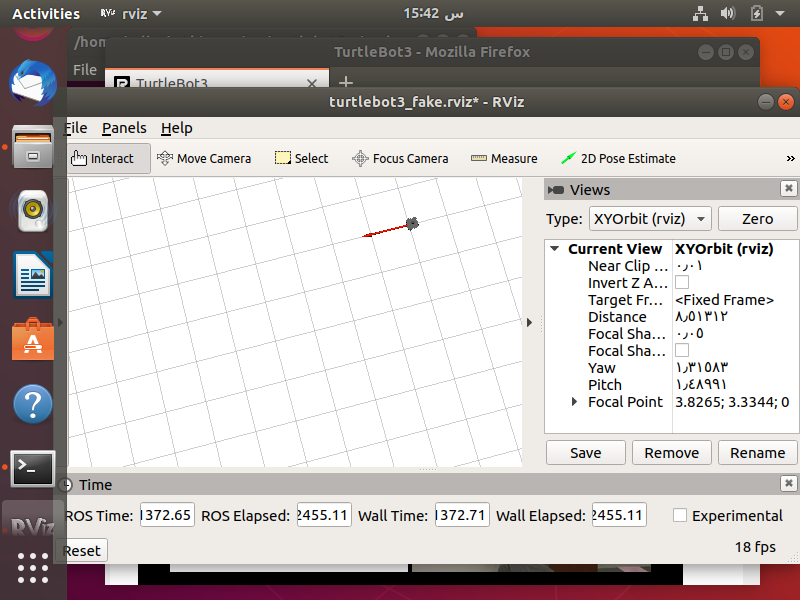 Activities
RViz rviz
15:42 س
/hom
TurtleBot3 - Mozilla Firefox
File
TurtleBot3
turtlebot3_fake.rviz* - RViz
File Panels Help
Interact Move Camera Select Focus Camera Measure 2D Pose Estimate »
Views
Type: XYOrbit (rviz) Zero
Current View XYOrbit (rviz)
Near Clip ... ٠٫٠١
Invert Z A...
Target Fr... <Fixed Frame>
Distance ٨٫٥١٣١٢
Focal Sha... ٠٫٠٥
Focal Sha...
Yaw ١٫٣١٥٨٣
Pitch ١٫٤٨٩٩١
Focal Point 3.8265; 3.3344; 0
Save Remove Rename
Time
ROS Time: 1372.65 ROS Elapsed: 2455.11 Wall Time: 1372.71 Wall Elapsed: 2455.11 Experimental
Reset
18 fps
RViz